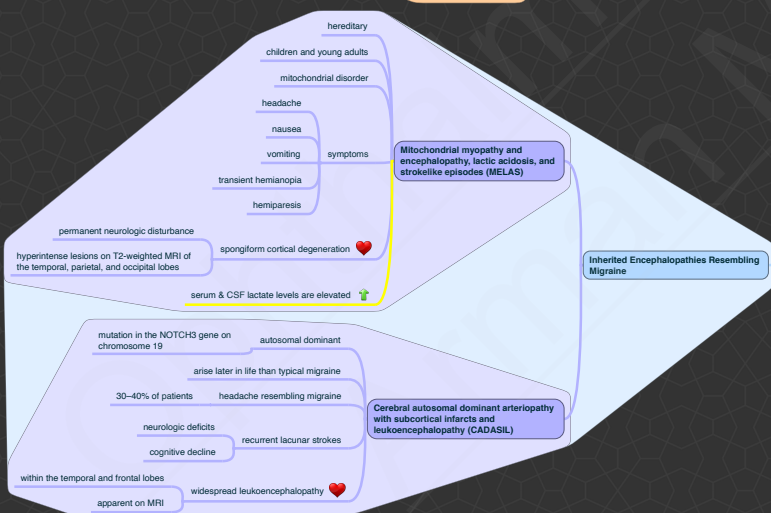 hereditary
children and young adults
mitochondrial disorder
headache
nausea
vomiting
symptoms
transient hemianopia
hemiparesis
Mitochondrial myopathy and
encephalopathy, lactic acidosis, and
strokelike episodes (MELAS)
permanent neurologic disturbance
hyperintense lesions on T2-weighted MRI of
the temporal, parietal, and occipital lobes
spongiform cortical degeneration
serum & CSF lactate levels are elevated
Inherited Encephalopathies Resembling
Migraine
mutation in the NOTCH3 gene on
chromosome 19
autosomal dominant
arise later in life than typical migraine
30–40% of patients
headache resembling migraine
neurologic deficits
cognitive decline
recurrent lacunar strokes
Cerebral autosomal dominant arteriopathy
with subcortical infarcts and
leukoencephalopathy (CADASIL)
within the temporal and frontal lobes
apparent on MRI
widespread leukoencephalopathy